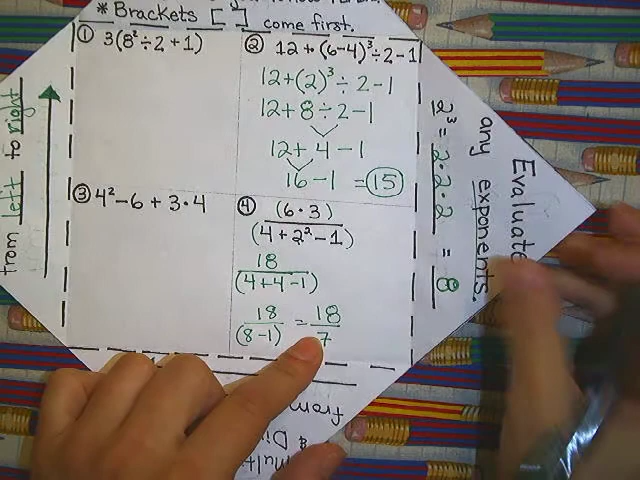 * Brackets [ ] come first.
① 3(8² ÷ 2 + 1)
② 12 + (6-4)³ ÷ 2 - 1
12 + (2)³ ÷ 2 - 1
12 + 8 ÷ 2 - 1
12 + 4 - 1
16 - 1 = 15
③ 4² - 6 + 3 · 4
④ (6 · 3)
(4 + 2² - 1)
18
(4+4-1)
18
(8-1)
= 18
7
Evaluate
any exponents.
2³ = 2·2·2 = 8
from left to right
from